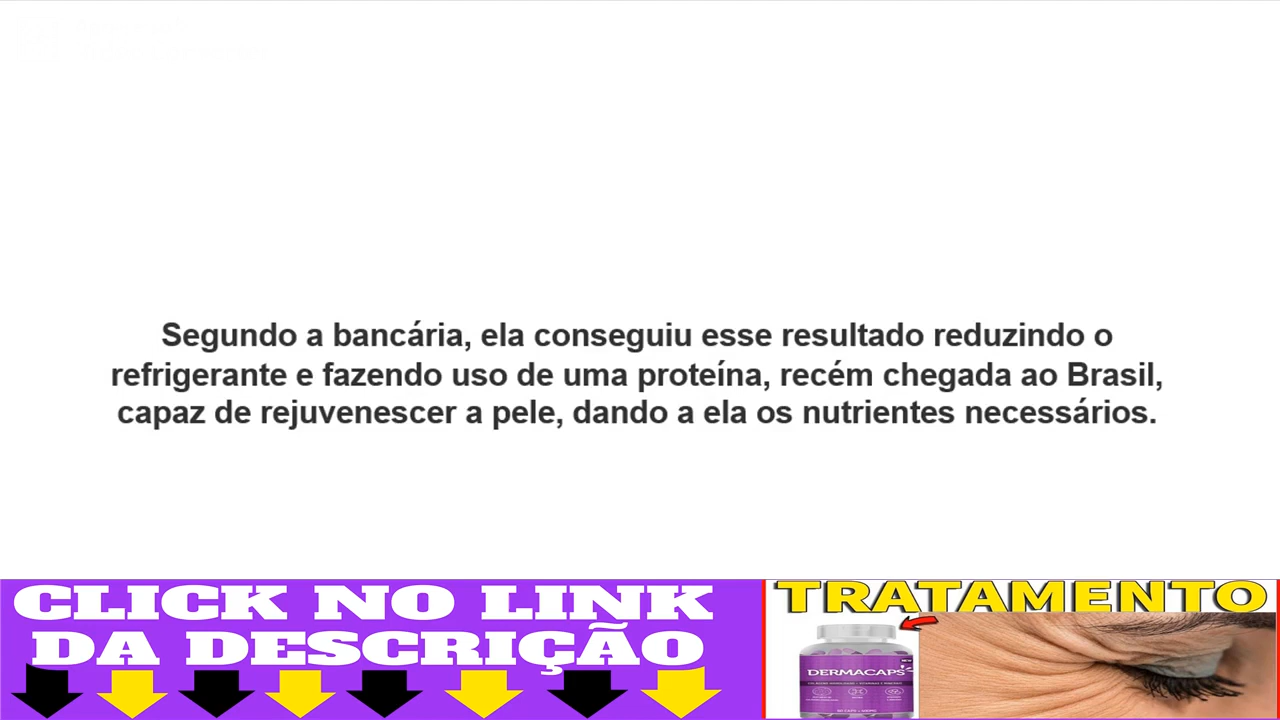 Segundo a bancária, ela conseguiu esse resultado reduzindo o
refrigerante e fazendo uso de uma proteína, recém chegada ao Brasil,
capaz de rejuvenescer a pele, dando a ela os nutrientes necessários.
CLICK NO LINK
DA DESCRIÇÃO
TRATAMENTO
DERMACAPS